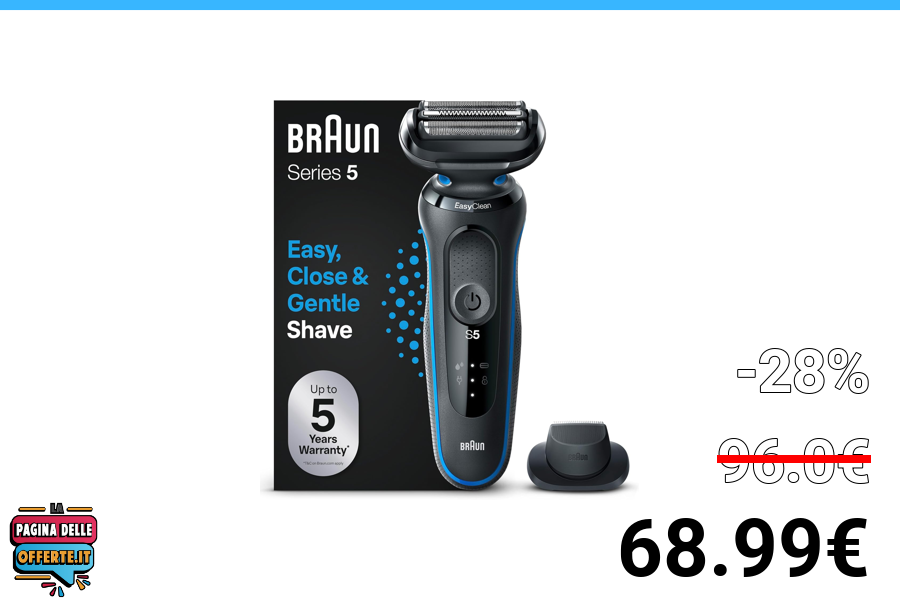 BRAUN
Series 5
Easy,
Close &
Gentle
Shave
Up to
5
Years
Warranty*
EasyClean
S5
BRAUN
-28%
96.0€
68.99€
LA
PAGINA DELLE
OFFERTE.IT